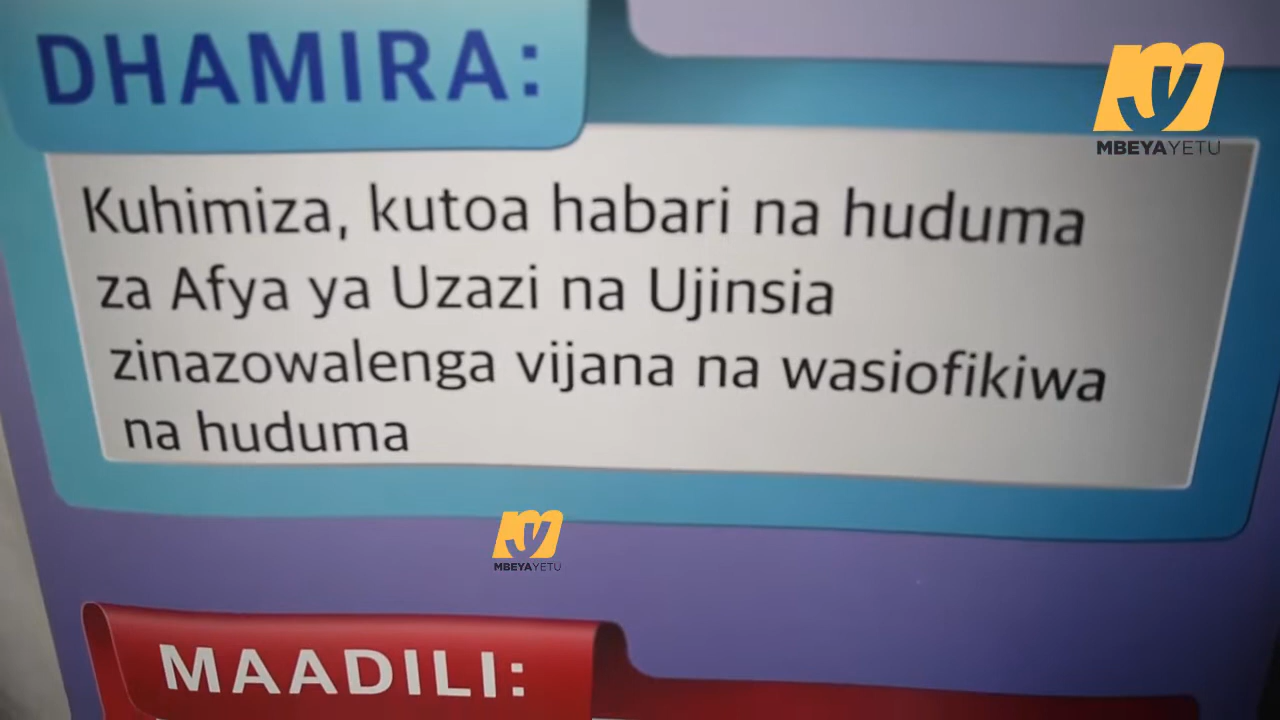 DHAMIRA:
MBEYAYETU
Kuhimiza, kutoa habari na huduma
za Afya ya Uzazi na Ujinsia
zinazowalenga vijana na wasiofikiwa
na huduma
MBEYAYETU
MAADILI: